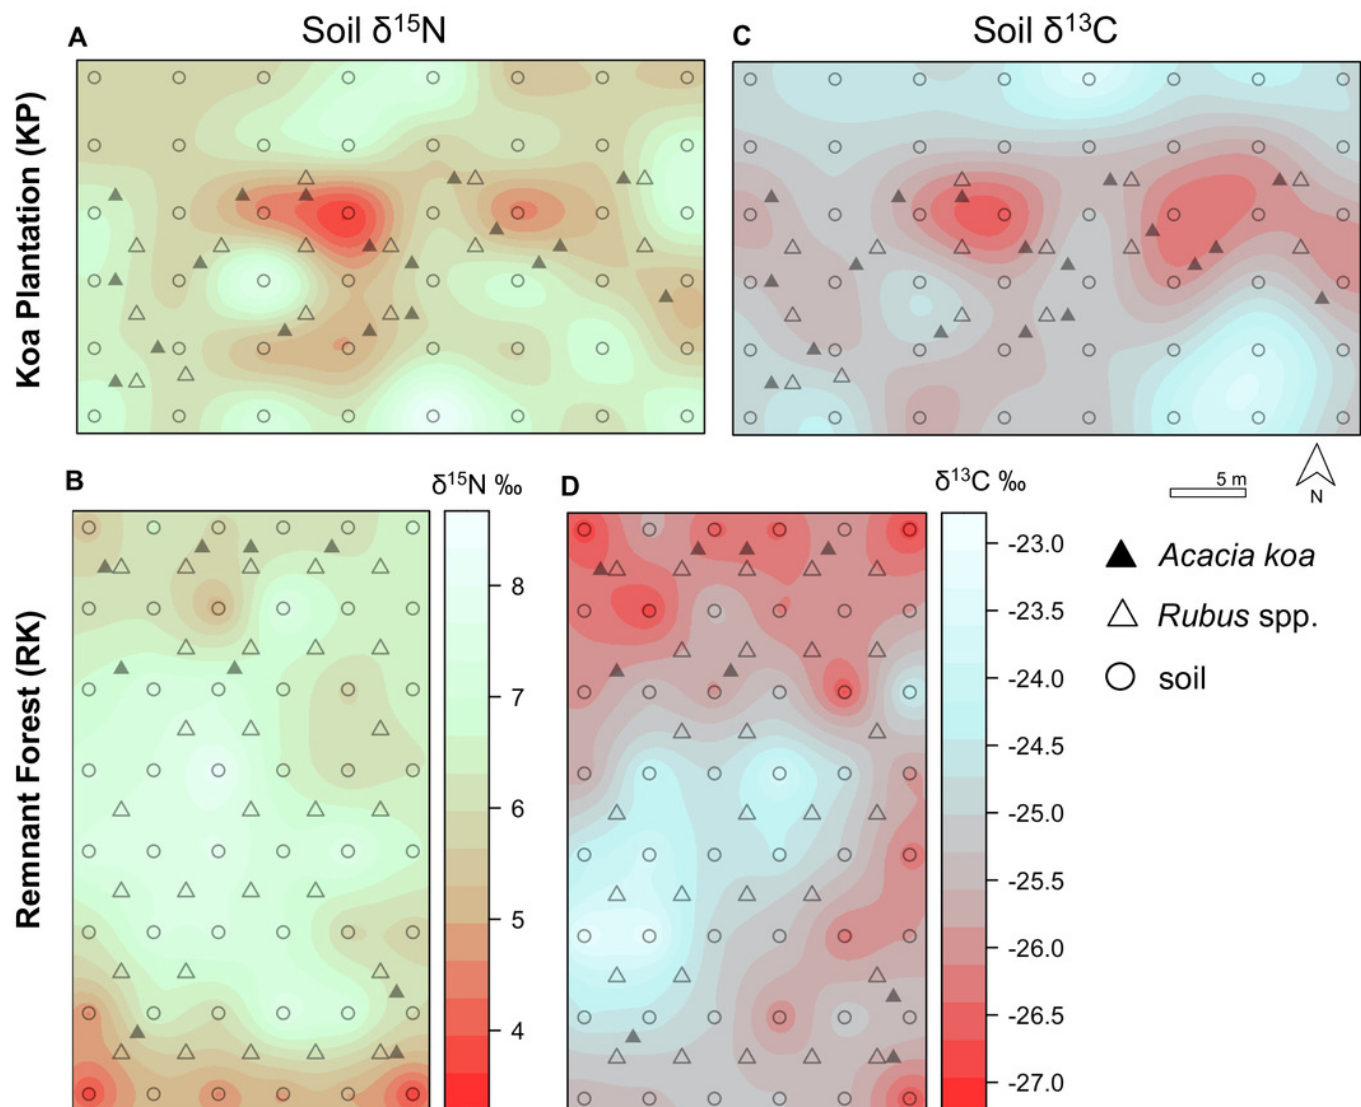 A
Soil δ¹⁵N
C
Soil δ¹³C
Koa Plantation (KP)
5 m
N
B
δ¹⁵N ‰
D
δ¹³C ‰
Remnant Forest (RK)
8
7
6
5
4
-23.0
-23.5
-24.0
-24.5
-25.0
-25.5
-26.0
-26.5
-27.0
Acacia koa
Rubus spp.
soil